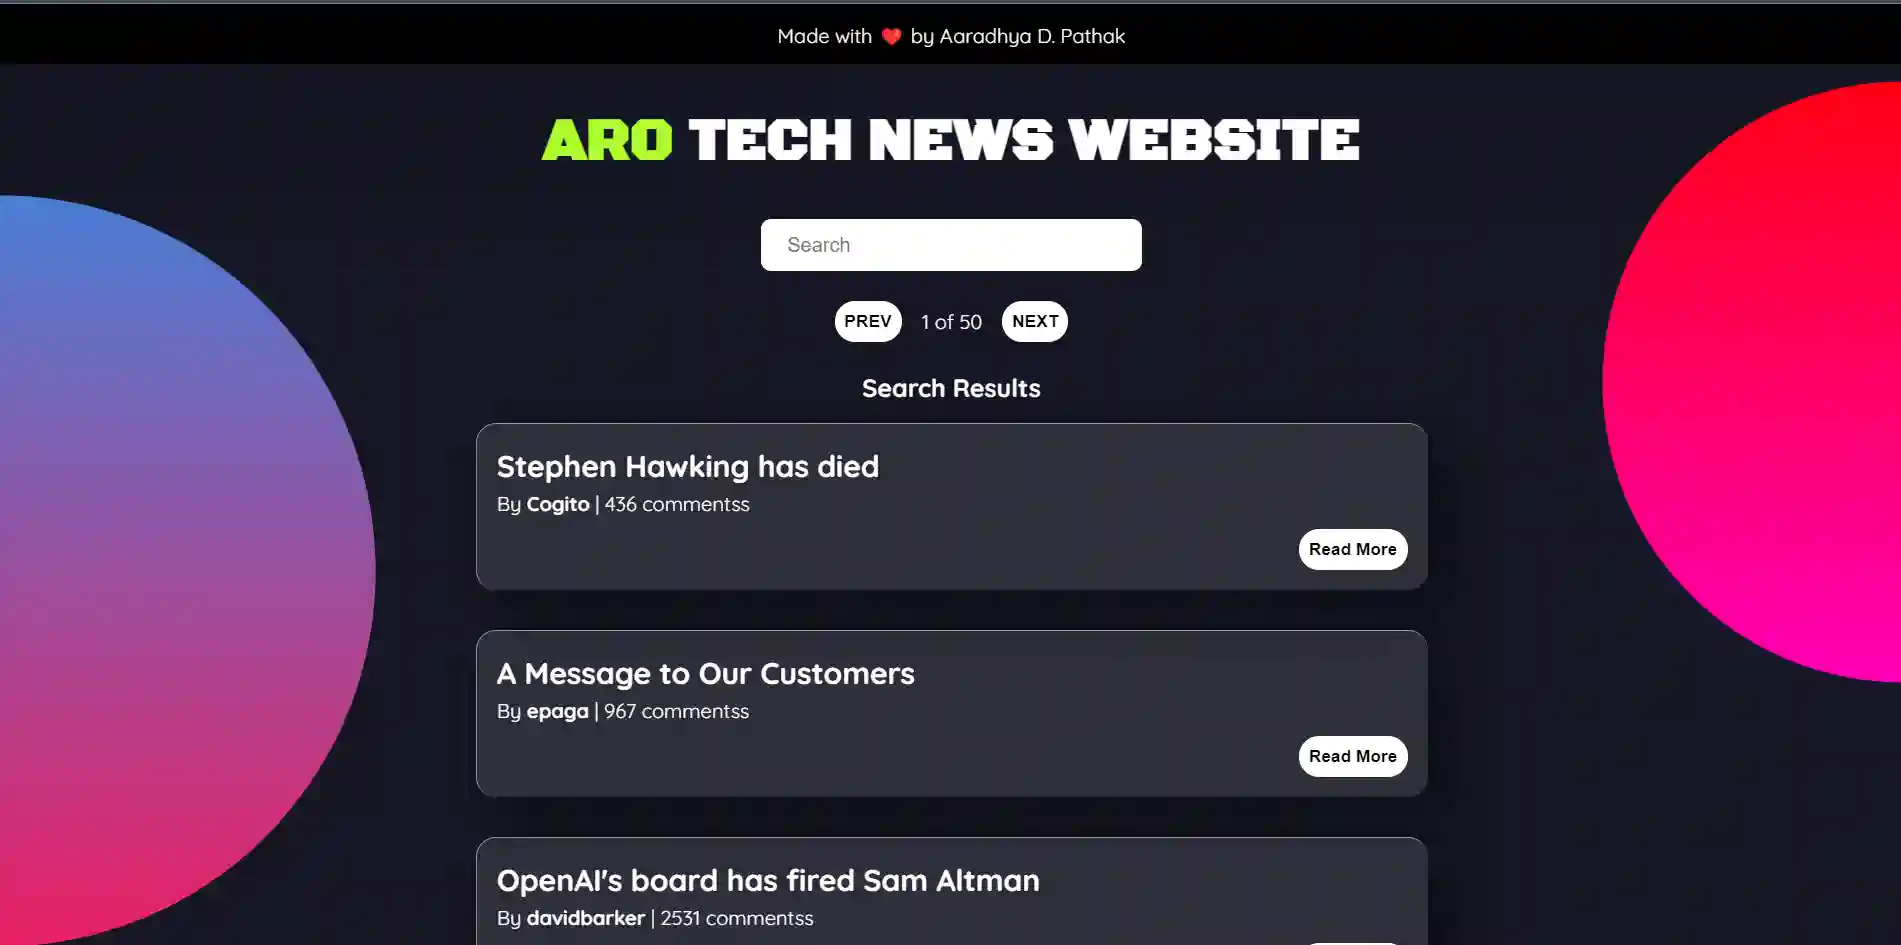 Made with ❤️ by Aaradhya D. Pathak
ARO TECH NEWS WEBSITE
Search
PREV 1 of 50 NEXT
Search Results
Stephen Hawking has died
By Cogito | 436 commentss
Read More
A Message to Our Customers
By epaga | 967 commentss
Read More
OpenAI's board has fired Sam Altman
By davidbarker | 2531 commentss